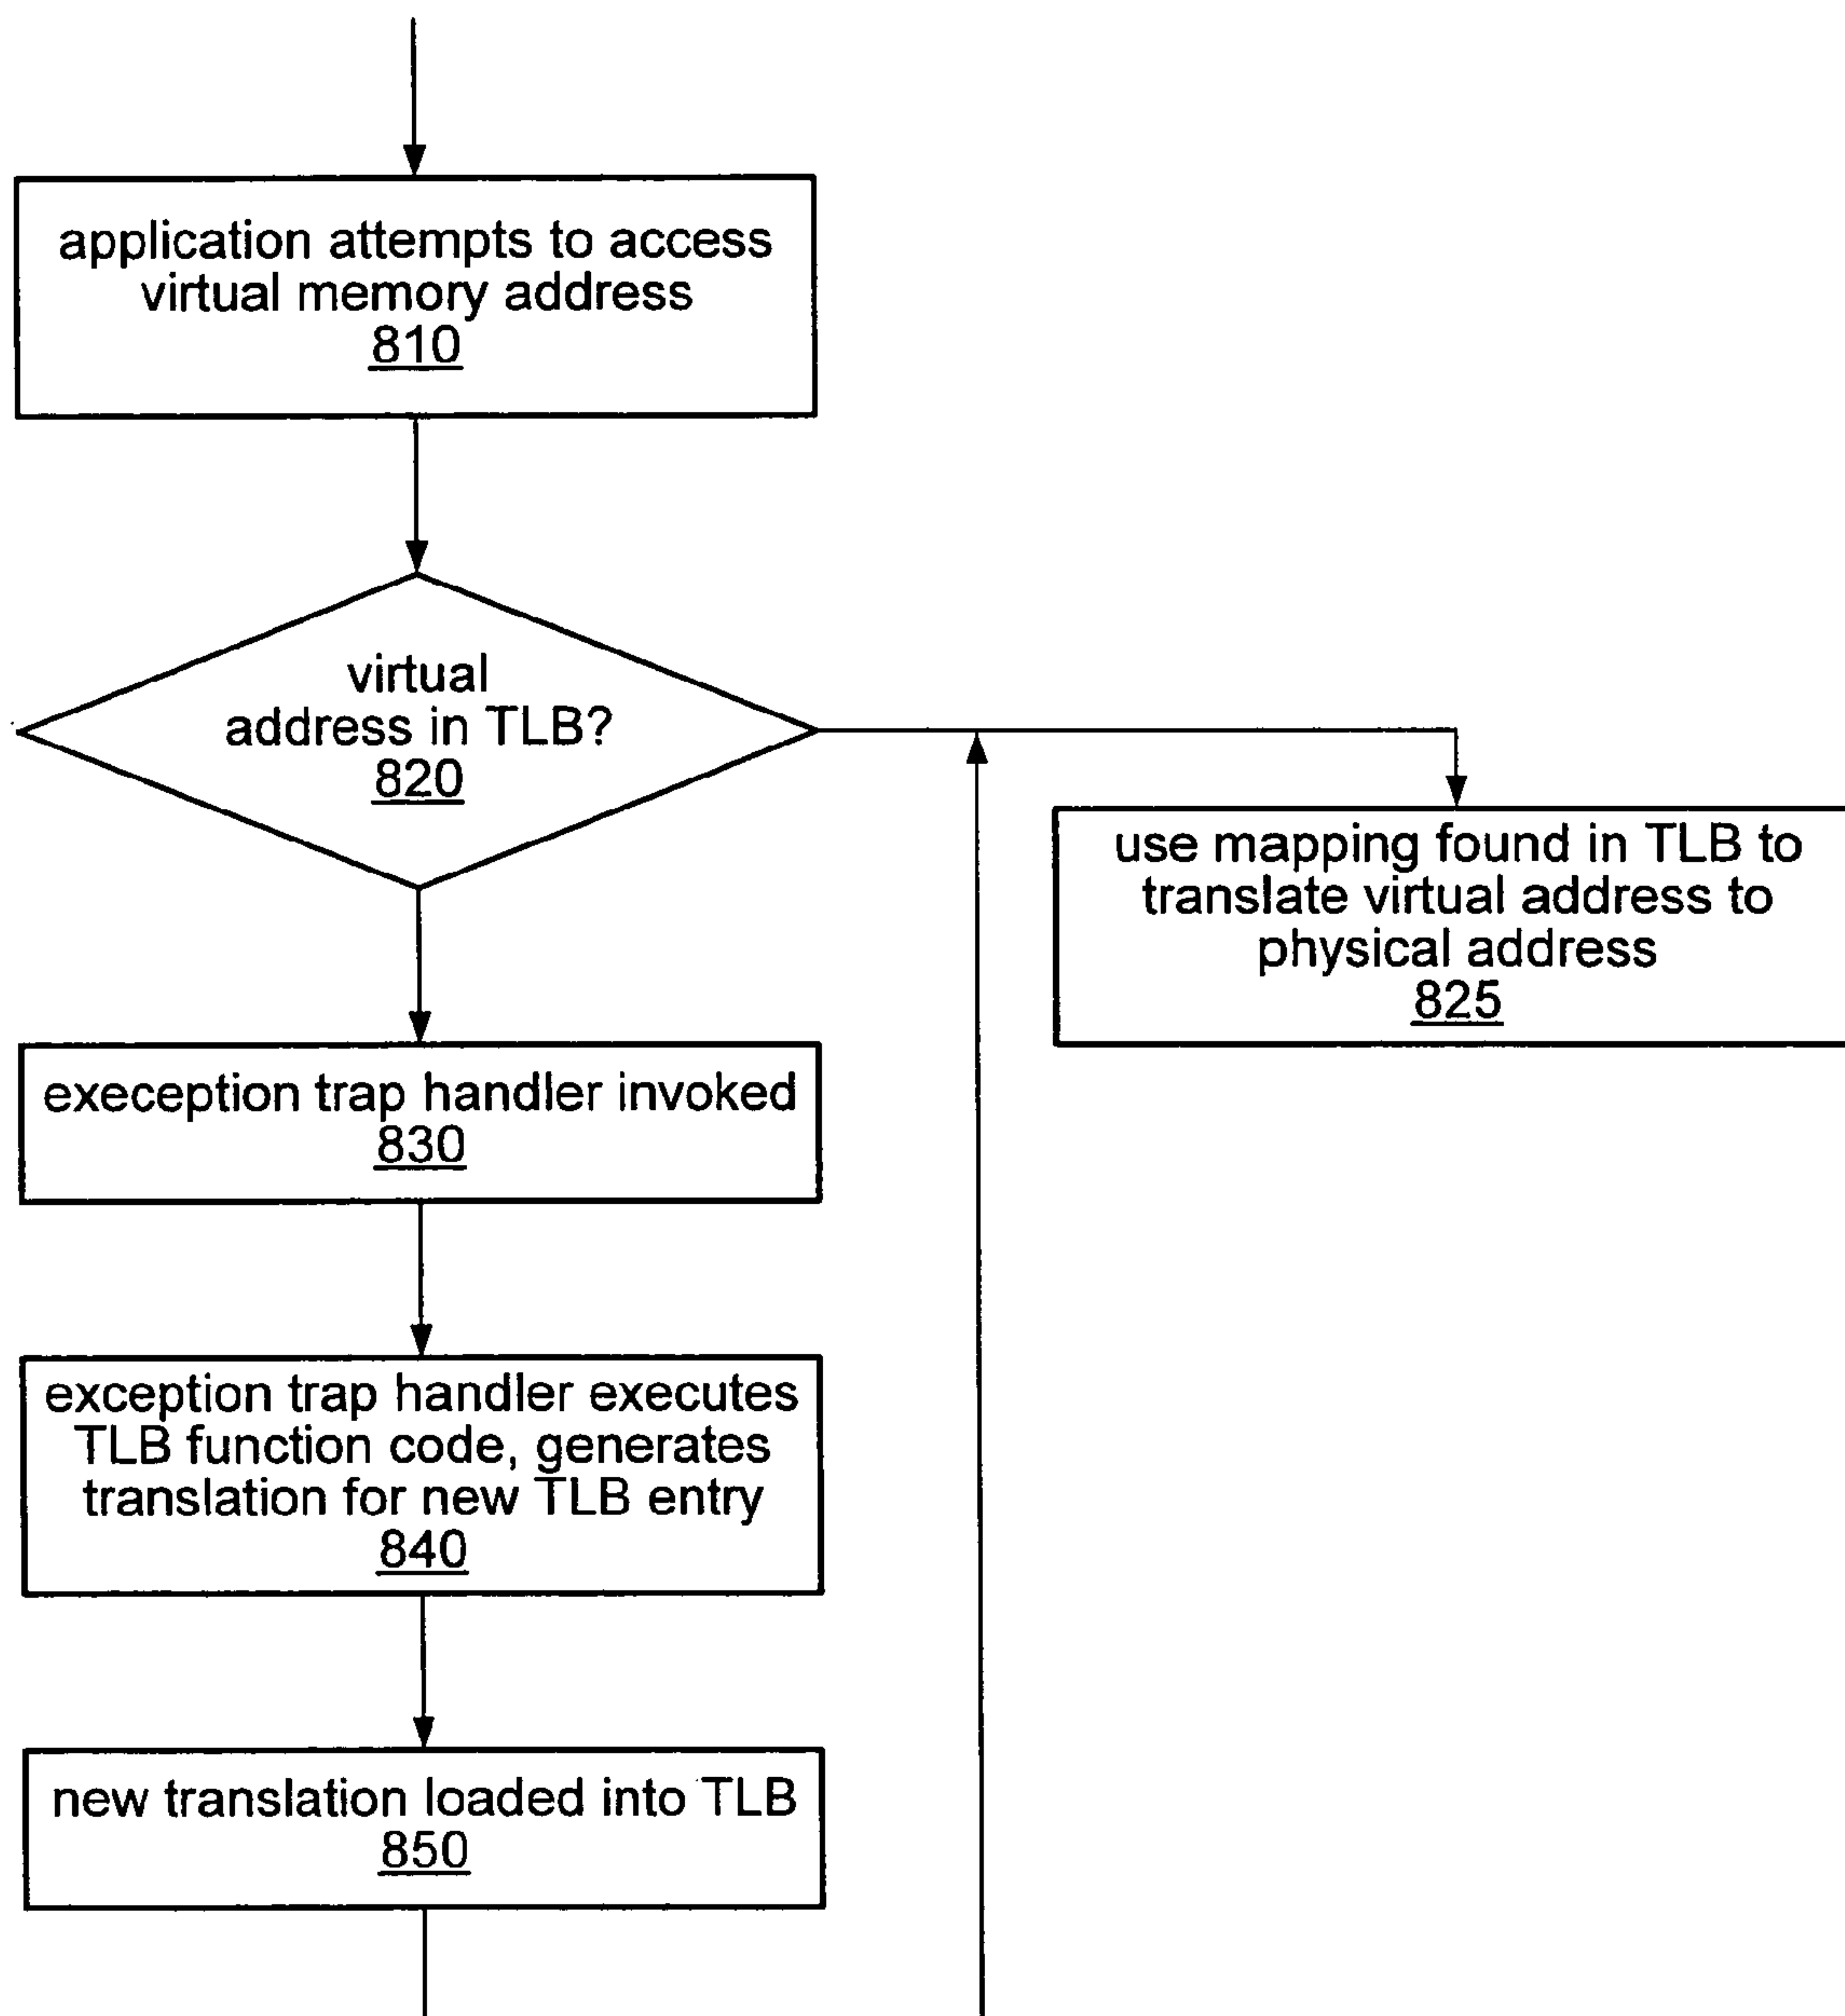 application attempts to access
virtual memory address
810
virtual
address in TLB?
820
use mapping found in TLB to
translate virtual address to
physical address
825
exeception trap handler invoked
830
exception trap handler executes
TLB function code, generates
translation for new TLB entry
840
new translation loaded into TLB
850